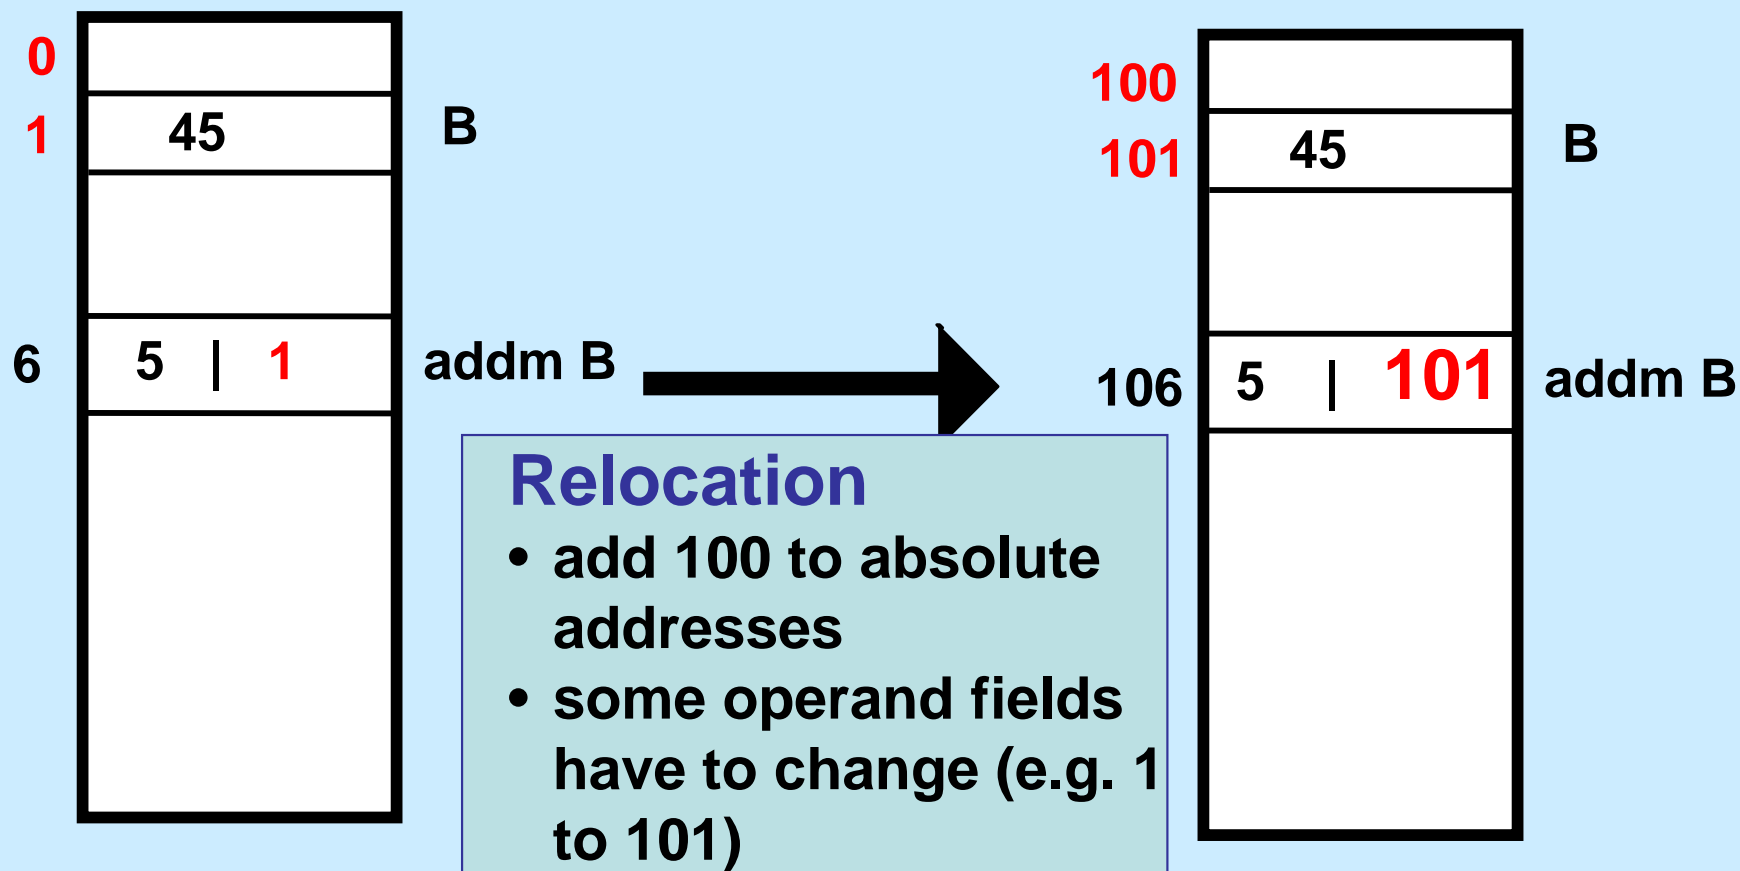 0
1 45 B
6 5 | 1 addm B
100
101 45 B
106 5 | 101 addm B
Relocation
• add 100 to absolute
addresses
• some operand fields
have to change (e.g. 1
to 101)